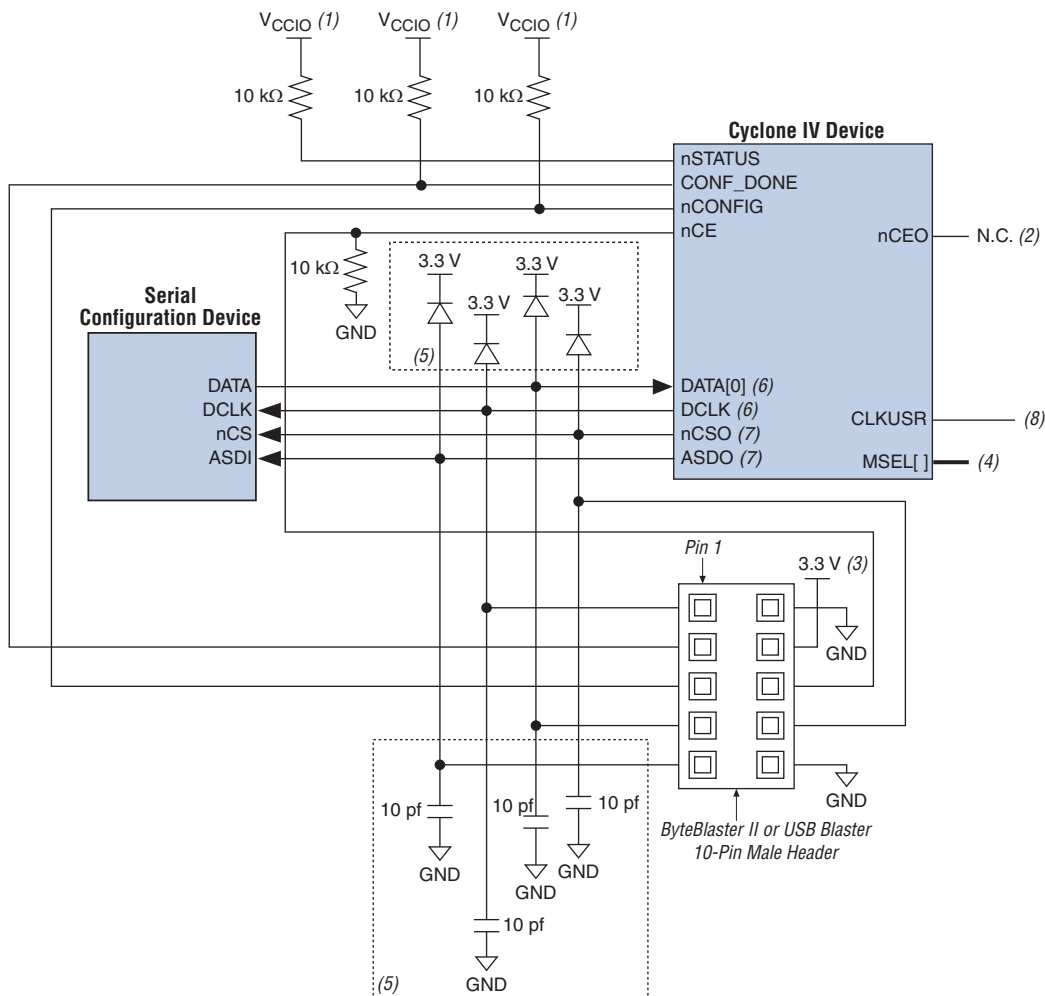 VCCIO (1) VCCIO (1) VCCIO (1)
10 kΩ 10 kΩ 10 kΩ
Cyclone IV Device
nSTATUS
CONF_DONE
nCONFIG
nCE
nCEO N.C. (2)
10 kΩ
GND
3.3 V 3.3 V
3.3 V 3.3 V
(5)
Serial
Configuration Device
DATA
DCLK
nCS
ASDI
DATA[0] (6)
DCLK (6)
nCSO (7)
ASDO (7)
CLKUSR (8)
MSEL[ ] (4)
Pin 1
3.3 V (3)
GND
GND
10 pf 10 pf 10 pf
GND GND GND
10 pf
GND
(5)
ByteBlaster II or USB Blaster
10-Pin Male Header